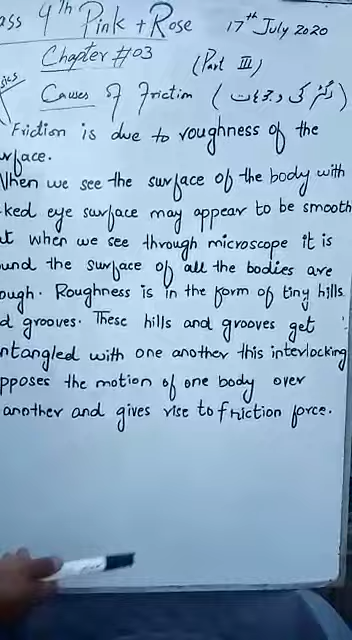 ass 4th Pink + Rose 17th July 2020
Chapter #03 (Part III)
sics
Causes of Friction (رگڑ کی وجوہات)
Friction is due to roughness of the
urface.
When we see the surface of the body with
ked eye surface may appear to be smooth
ut when we see through microscope it is
und the surface of all the bodies are
ough. Roughness is in the form of tiny hills
d grooves. These hills and grooves get
ntangled with one another this interlocking
pposes the motion of one body over
another and gives rise to friction force.